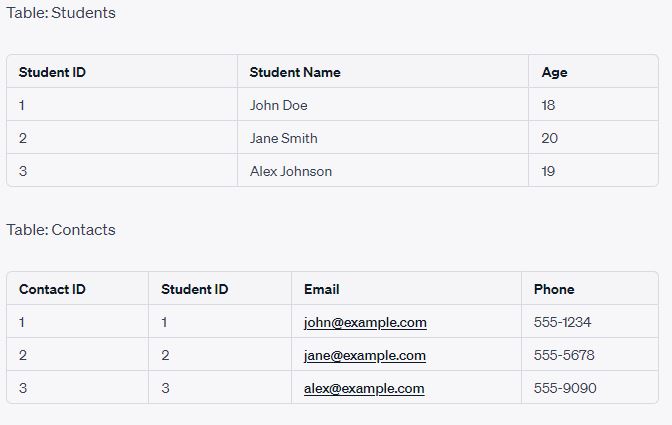 Table: Students
Student ID Student Name Age
1 John Doe 18
2 Jane Smith 20
3 Alex Johnson 19
Table: Contacts
Contact ID Student ID Email Phone
1 1 john@example.com 555-1234
2 2 jane@example.com 555-5678
3 3 alex@example.com 555-9090